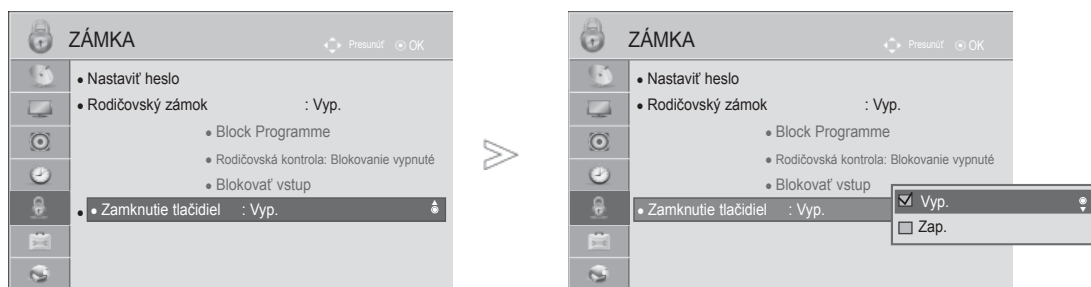 ZÁMKA
Presunúť OK
• Nastaviť heslo
• Rodičovský zámok : Vyp.
• Block Programme
• Rodičovská kontrola: Blokovanie vypnuté
• Blokovať vstup
• • Zamknutie tlačidiel : Vyp.
ZÁMKA
Presunúť OK
• Nastaviť heslo
• Rodičovský zámok : Vyp.
• Block Programme
• Rodičovská kontrola: Blokovanie vypnuté
• Blokovať vstup
• Zamknutie tlačidiel : Vyp.
Vyp.
Zap.